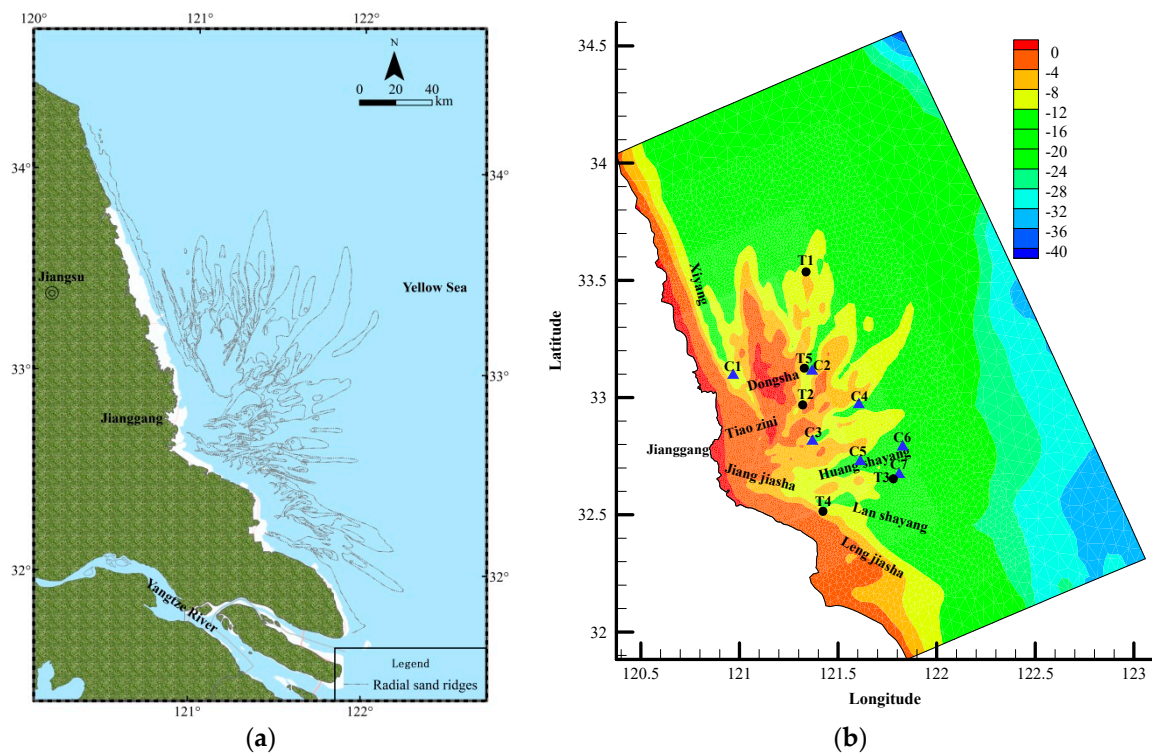 120°
121°
122°
N
0 20 40
km
34°
34°
Jiangsu
Yellow Sea
33°
33°
Jianggang
32°
32°
Yangtze River
Legend
Radial sand ridges
121°
122°
(a)
34.5
34
33.5
33
32.5
32
Latitude
0
-4
-8
-12
-16
-20
-24
-28
-32
-36
-40
T1
Xiyang
T5
C2
C1
Dongsha
T2
C4
Tiao zini
C3
C6
Jianggang
C5
Huang shayang
C7
Jiang jiasha
T3
T4
Lan shayang
Leng jiasha
120.5 121 121.5 122 122.5 123
Longitude
(b)